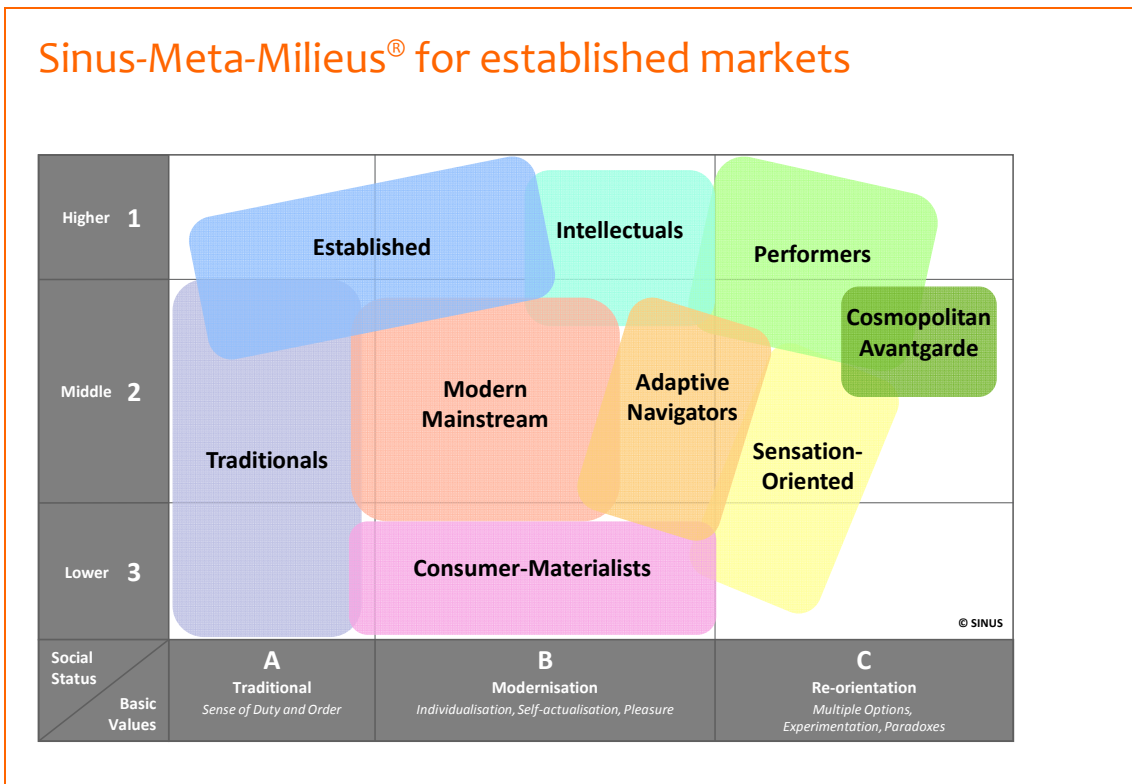 Sinus-Meta-Milieus® for established markets
Higher 1
Established
Intellectuals
Performers
Middle 2
Traditionals
Modern
Mainstream
Adaptive
Navigators
Cosmopolitan
Avantgarde
Sensation-
Oriented
Lower 3
Consumer-Materialists
© SINUS
Social
Status
Basic
Values
A
Traditional
Sense of Duty and Order
B
Modernisation
Individualisation, Self-actualisation, Pleasure
C
Re-orientation
Multiple Options,
Experimentation, Paradoxes